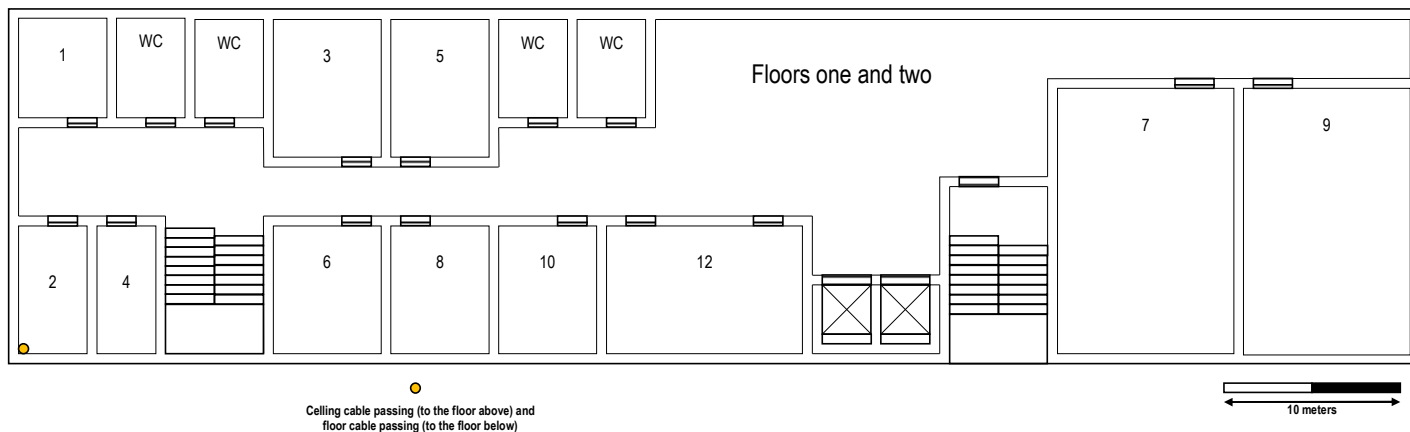 1
WC
WC
3
5
WC
WC
Floors one and two
7
9
2
4
6
8
10
12
Celling cable passing (to the floor above) and
floor cable passing (to the floor below)
10 meters